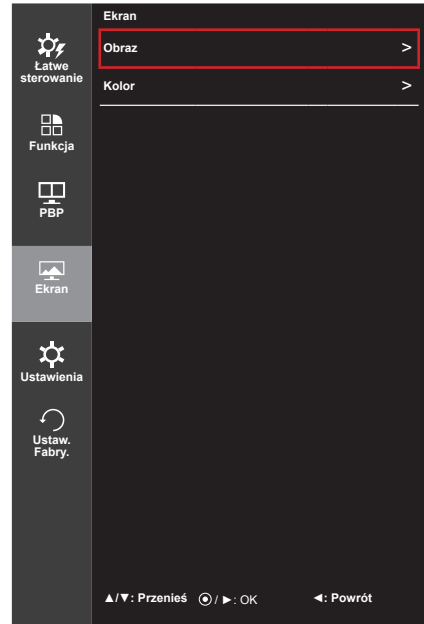 Łatwe
sterowanie
Funkcja
PBP
Ekran
Ustawienia
Ustaw.
Fabry.
Ekran
Obraz >
Kolor >
▲/▼: Przenieś ⦿ / ►: OK ◄: Powrót